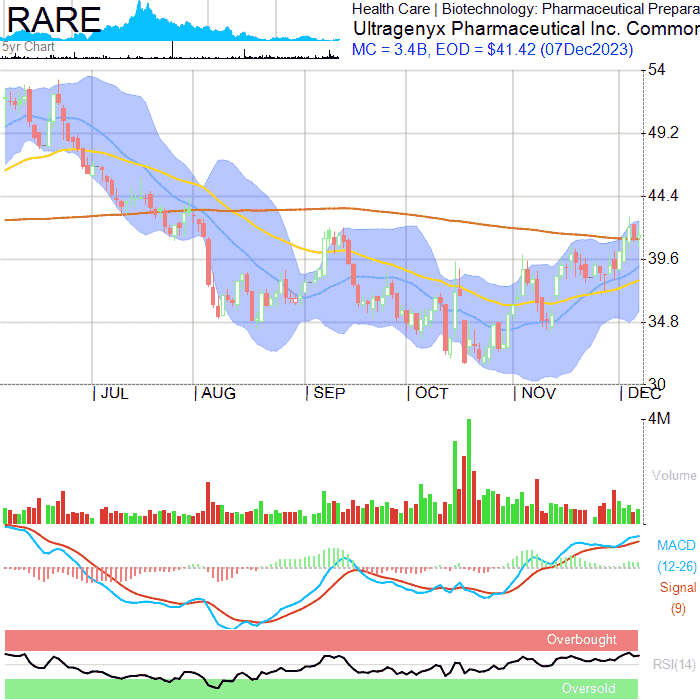 RARE
Health Care | Biotechnology: Pharmaceutical Prepara
Ultragenyx Pharmaceutical Inc. Common
MC = 3.4B, EOD = $41.42 (07Dec2023)
5yr Chart
54
49.2
44.4
39.6
34.8
30
| JUL | AUG | SEP | OCT | NOV | DEC
4M
Volume
MACD
(12-26)
Signal
(9)
Overbought
RSI(14)
Oversold